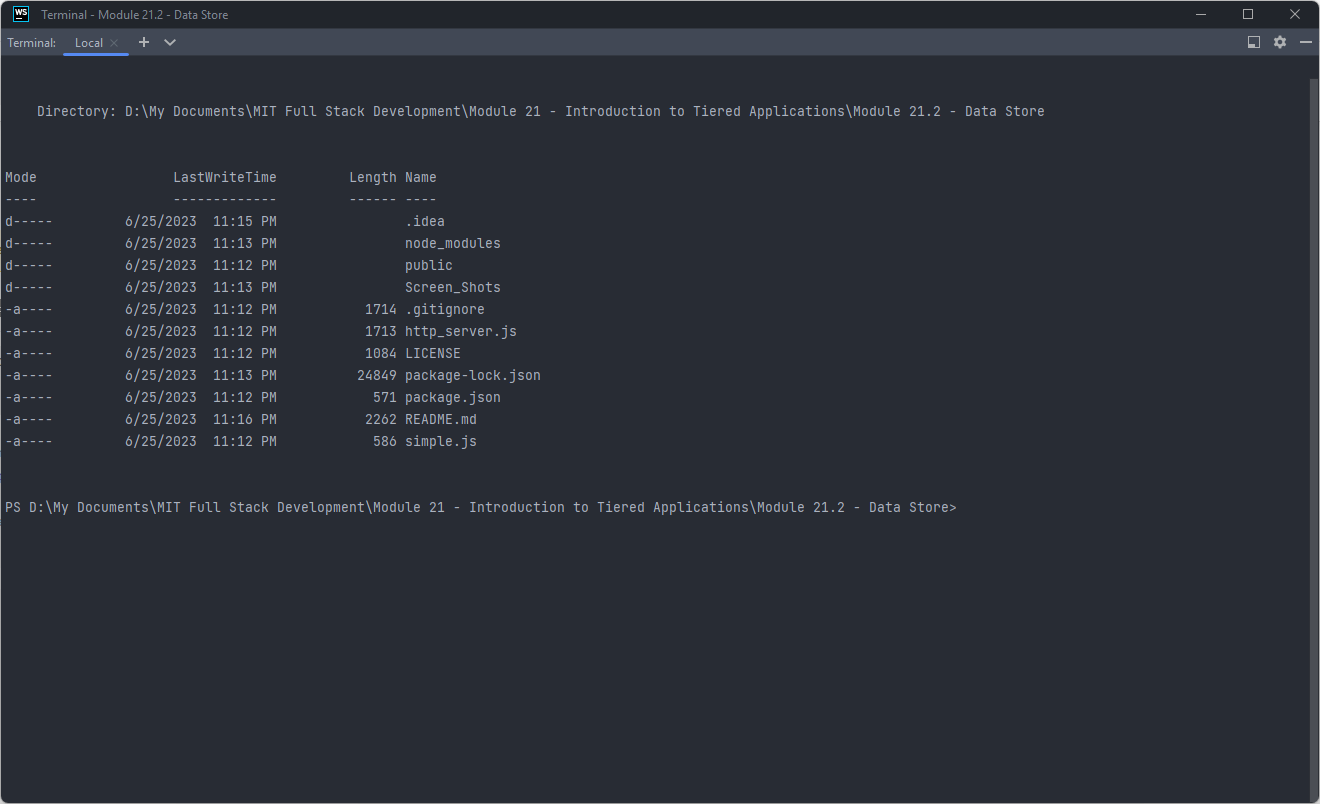 WS Terminal - Module 21.2 - Data Store
Terminal: Local
Directory: D:\My Documents\MIT Full Stack Development\Module 21 - Introduction to Tiered Applications\Module 21.2 - Data Store
Mode                 LastWriteTime         Length Name
----                 -------------         ------ ----
d-----         6/25/2023  11:15 PM                .idea
d-----         6/25/2023  11:13 PM                node_modules
d-----         6/25/2023  11:12 PM                public
d-----         6/25/2023  11:13 PM                Screen_Shots
-a----         6/25/2023  11:12 PM           1714 .gitignore
-a----         6/25/2023  11:12 PM           1713 http_server.js
-a----         6/25/2023  11:12 PM           1084 LICENSE
-a----         6/25/2023  11:13 PM          24849 package-lock.json
-a----         6/25/2023  11:12 PM            571 package.json
-a----         6/25/2023  11:16 PM           2262 README.md
-a----         6/25/2023  11:12 PM            586 simple.js
PS D:\My Documents\MIT Full Stack Development\Module 21 - Introduction to Tiered Applications\Module 21.2 - Data Store>